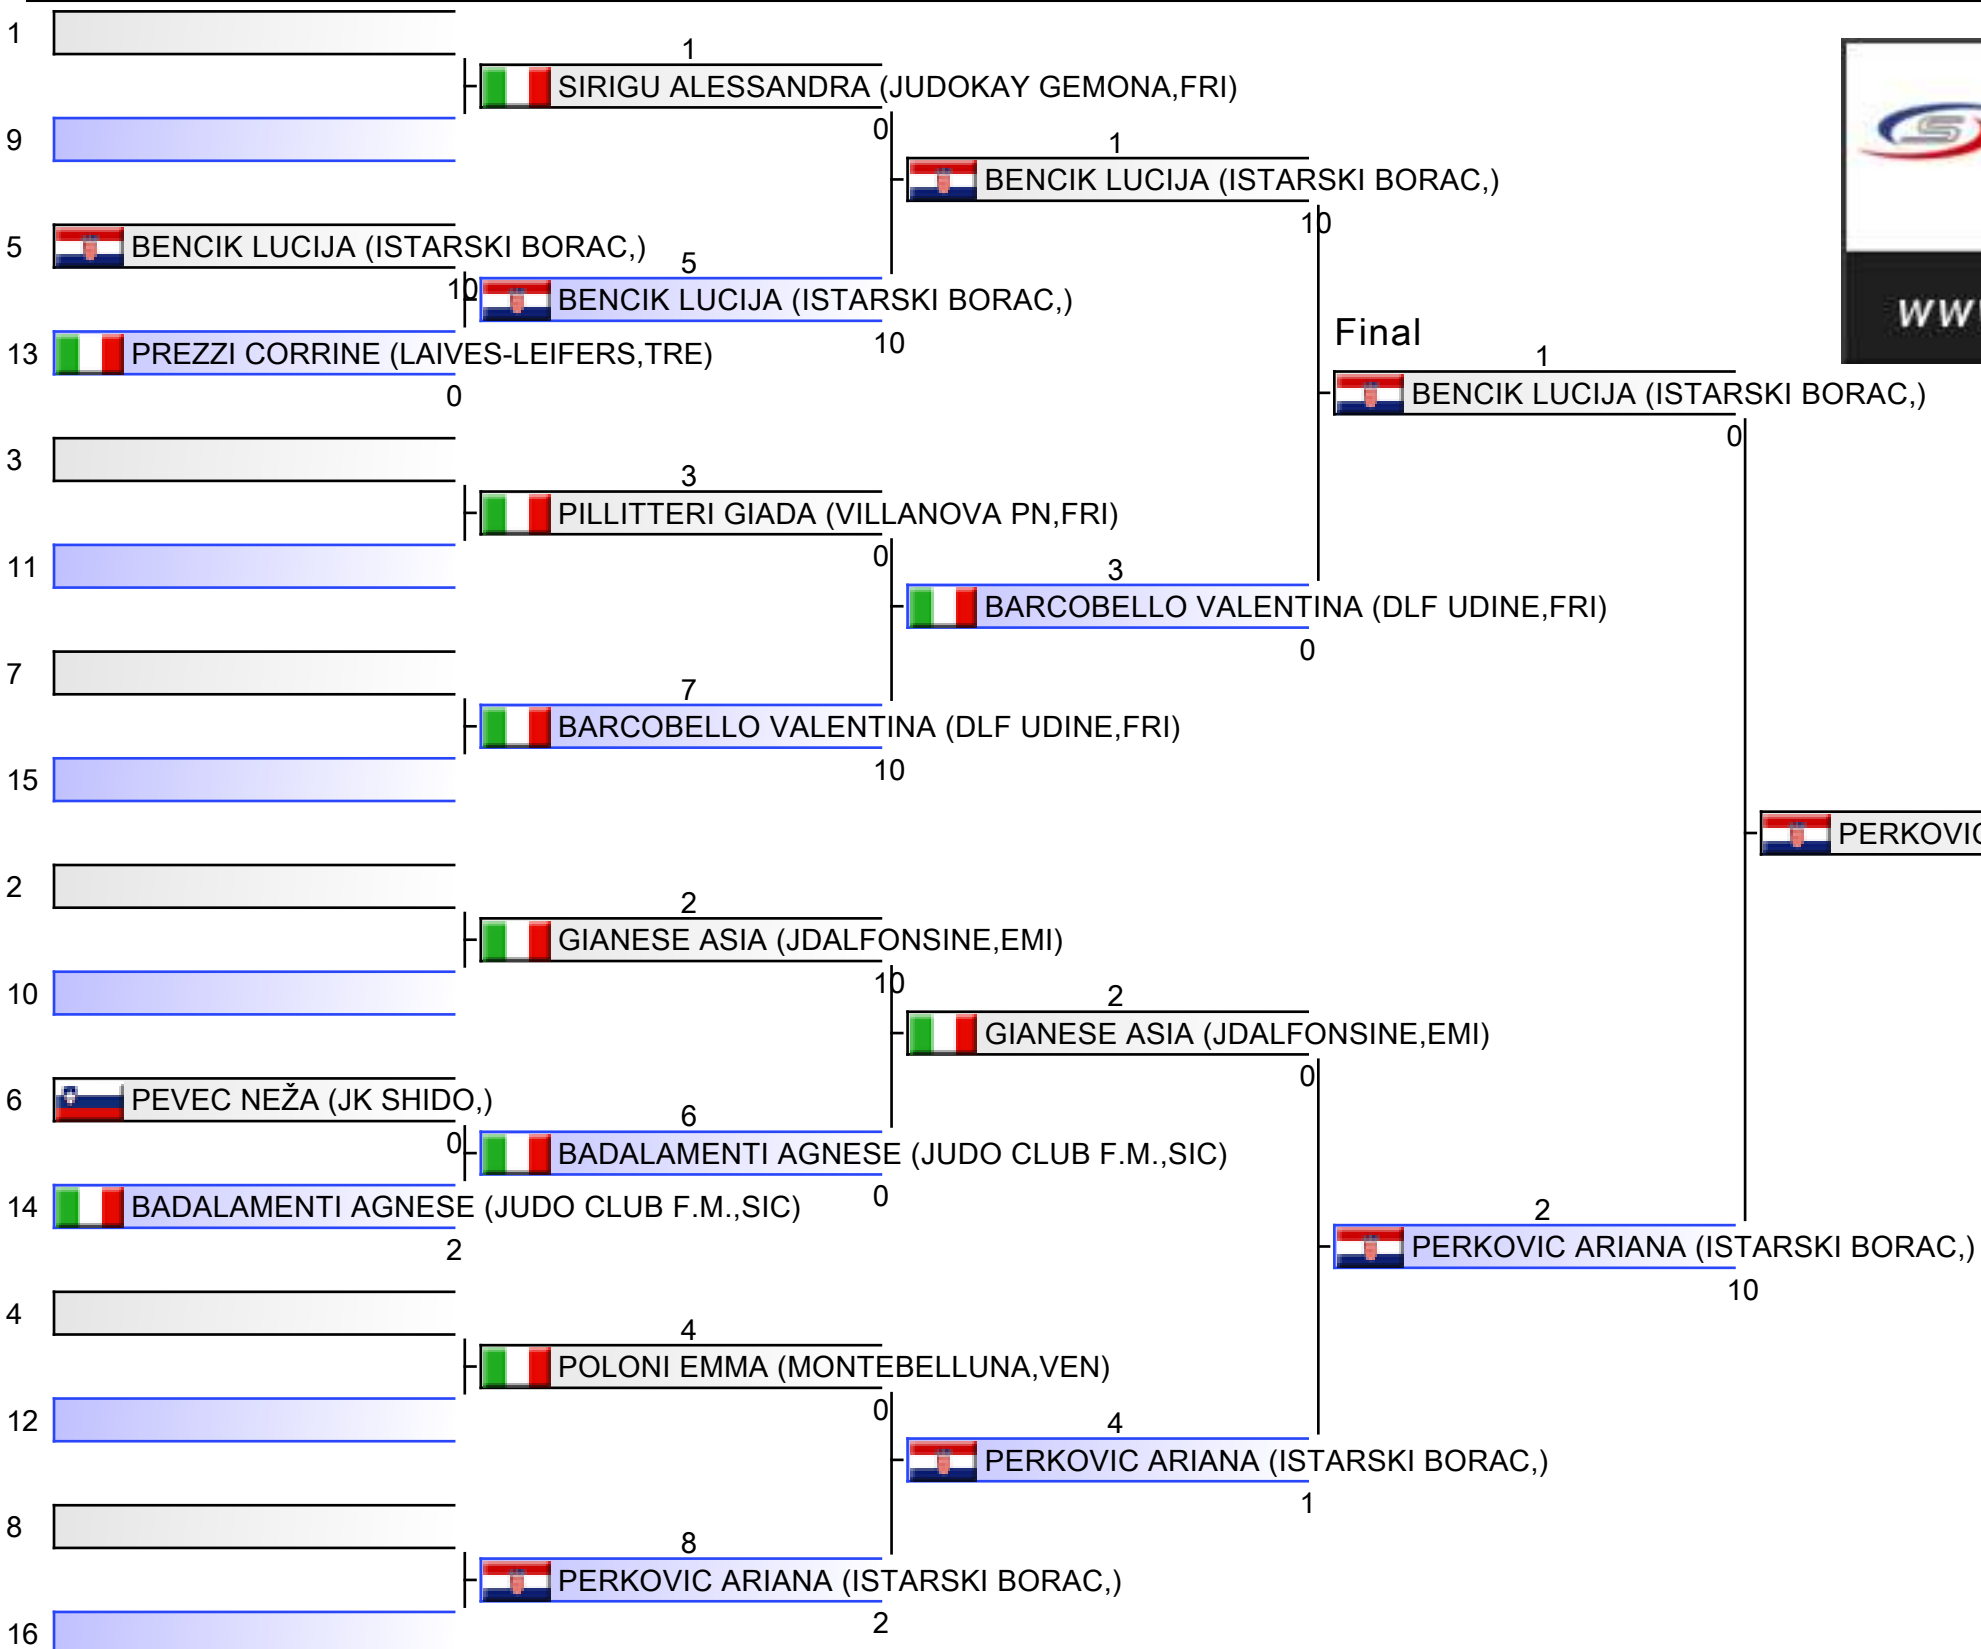 1
1
SIRIGU ALESSANDRA (JUDOKAY GEMONA,FRI)
0
9
1
BENCIK LUCIJA (ISTARSKI BORAC,)
10
5
BENCIK LUCIJA (ISTARSKI BORAC,)
10
5
BENCIK LUCIJA (ISTARSKI BORAC,)
10
13
PREZZI CORRINE (LAIVES-LEIFERS,TRE)
0
Final
1
BENCIK LUCIJA (ISTARSKI BORAC,)
0
3
3
PILLITTERI GIADA (VILLANOVA PN,FRI)
0
11
3
BARCOBELLO VALENTINA (DLF UDINE,FRI)
0
7
7
BARCOBELLO VALENTINA (DLF UDINE,FRI)
10
15
PERKOVIC
2
2
GIANESE ASIA (JDALFONSINE,EMI)
10
10
2
GIANESE ASIA (JDALFONSINE,EMI)
0
6
PEVEC NEŽA (JK SHIDO,)
0
6
BADALAMENTI AGNESE (JUDO CLUB F.M.,SIC)
0
14
BADALAMENTI AGNESE (JUDO CLUB F.M.,SIC)
2
2
PERKOVIC ARIANA (ISTARSKI BORAC,)
10
4
4
POLONI EMMA (MONTEBELLUNA,VEN)
0
12
4
PERKOVIC ARIANA (ISTARSKI BORAC,)
1
8
8
PERKOVIC ARIANA (ISTARSKI BORAC,)
2
16